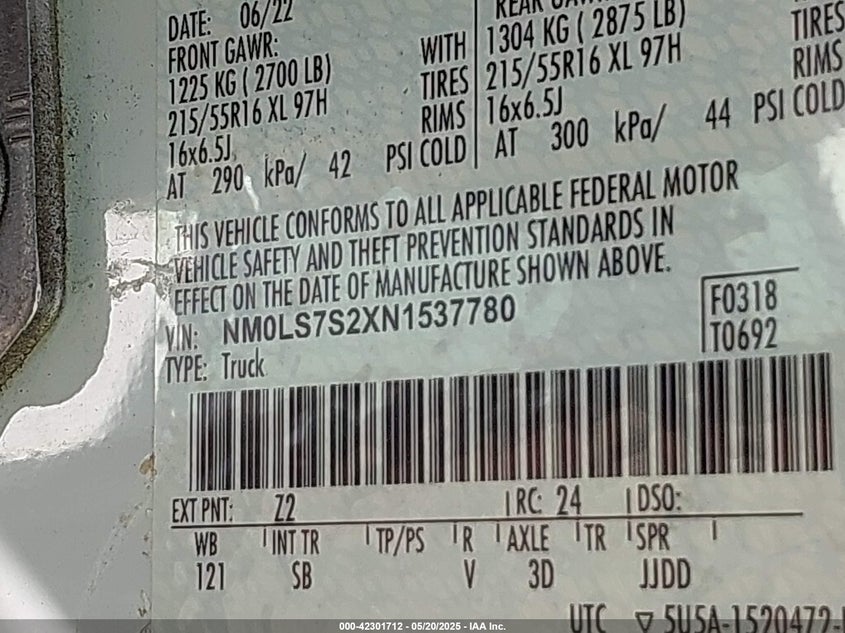 DATE: 06/22
FRONT GAWR:
1225 KG ( 2700 LB) WITH
215/55R16 XL 97H TIRES
16x6.5J RIMS
AT 290 kPa/ 42 PSI COLD
REAR GAWR:
1304 KG ( 2875 LB)
215/55R16 XL 97H TIRES
16x6.5J RIMS
AT 300 kPa/ 44 PSI COLD
THIS VEHICLE CONFORMS TO ALL APPLICABLE FEDERAL MOTOR
VEHICLE SAFETY AND THEFT PREVENTION STANDARDS IN
EFFECT ON THE DATE OF MANUFACTURE SHOWN ABOVE.
VIN: NM0LS7S2XN1537780
F0318
T0692
TYPE: Truck
EXT PNT: Z2 RC: 24 DSO:
WB INT TR TP/PS R AXLE TR SPR
121 SB V 3D JJDD
UTC ▽ 5U5A-1520472-
000-42301712 - 05/20/2025 - IAA Inc.